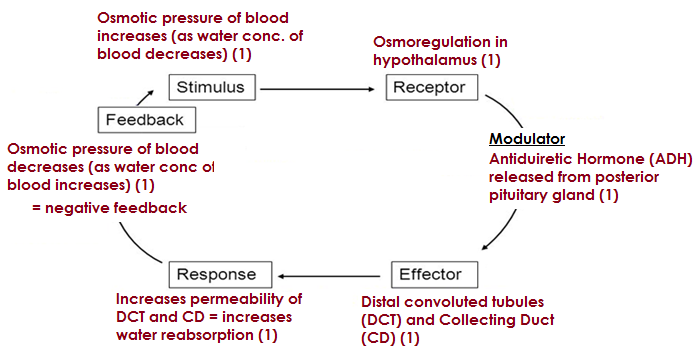 Osmotic pressure of blood
increases (as water conc. of
blood decreases) (1)
Stimulus
Osmoregulation in
hypothalamus (1)
Receptor
Modulator
Antiduiretic Hormone (ADH)
released from posterior
pituitary gland (1)
Effector
Distal convoluted tubules
(DCT) and Collecting Duct
(CD) (1)
Response
Increases permeability of
DCT and CD = increases
water reabsorption (1)
Feedback
Osmotic pressure of blood
decreases (as water conc of
blood increases) (1)
= negative feedback